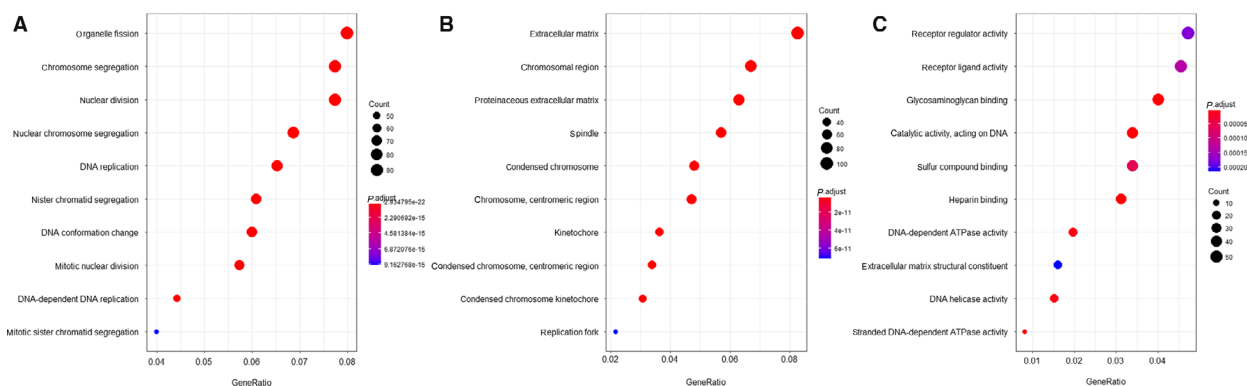 A
Organelle fission
Chromosome segregation
Nuclear division
Nuclear chromosome segregation
DNA replication
Nister chromatid segregation
DNA conformation change
Mitotic nuclear division
DNA-dependent DNA replication
Mitotic sister chromatid segregation
0.04 0.05 0.06 0.07 0.08
GeneRatio
Count
50
60
70
80
90
P.adjust
2.934795e-22
2.290692e-15
4.581384e-15
6.872076e-15
9.162768e-15
B
Extracellular matrix
Chromosomal region
Proteinaceous extracellular matrix
Spindle
Condensed chromosome
Chromosome, centromeric region
Kinetochore
Condensed chromosome, centromeric region
Condensed chromosome kinetochore
Replication fork
0.02 0.04 0.06 0.08
GeneRatio
Count
40
60
80
100
P.adjust
2e-11
4e-11
6e-11
C
Receptor regulator activity
Receptor ligand activity
Glycosaminoglycan binding
Catalytic activity, acting on DNA
Sulfur compound binding
Heparin binding
DNA-dependent ATPase activity
Extracellular matrix structural constituent
DNA helicase activity
Stranded DNA-dependent ATPase activity
0.01 0.02 0.03 0.04
GeneRatio
P.adjust
0.00005
0.00010
0.00015
0.00020
Count
10
20
30
40
50